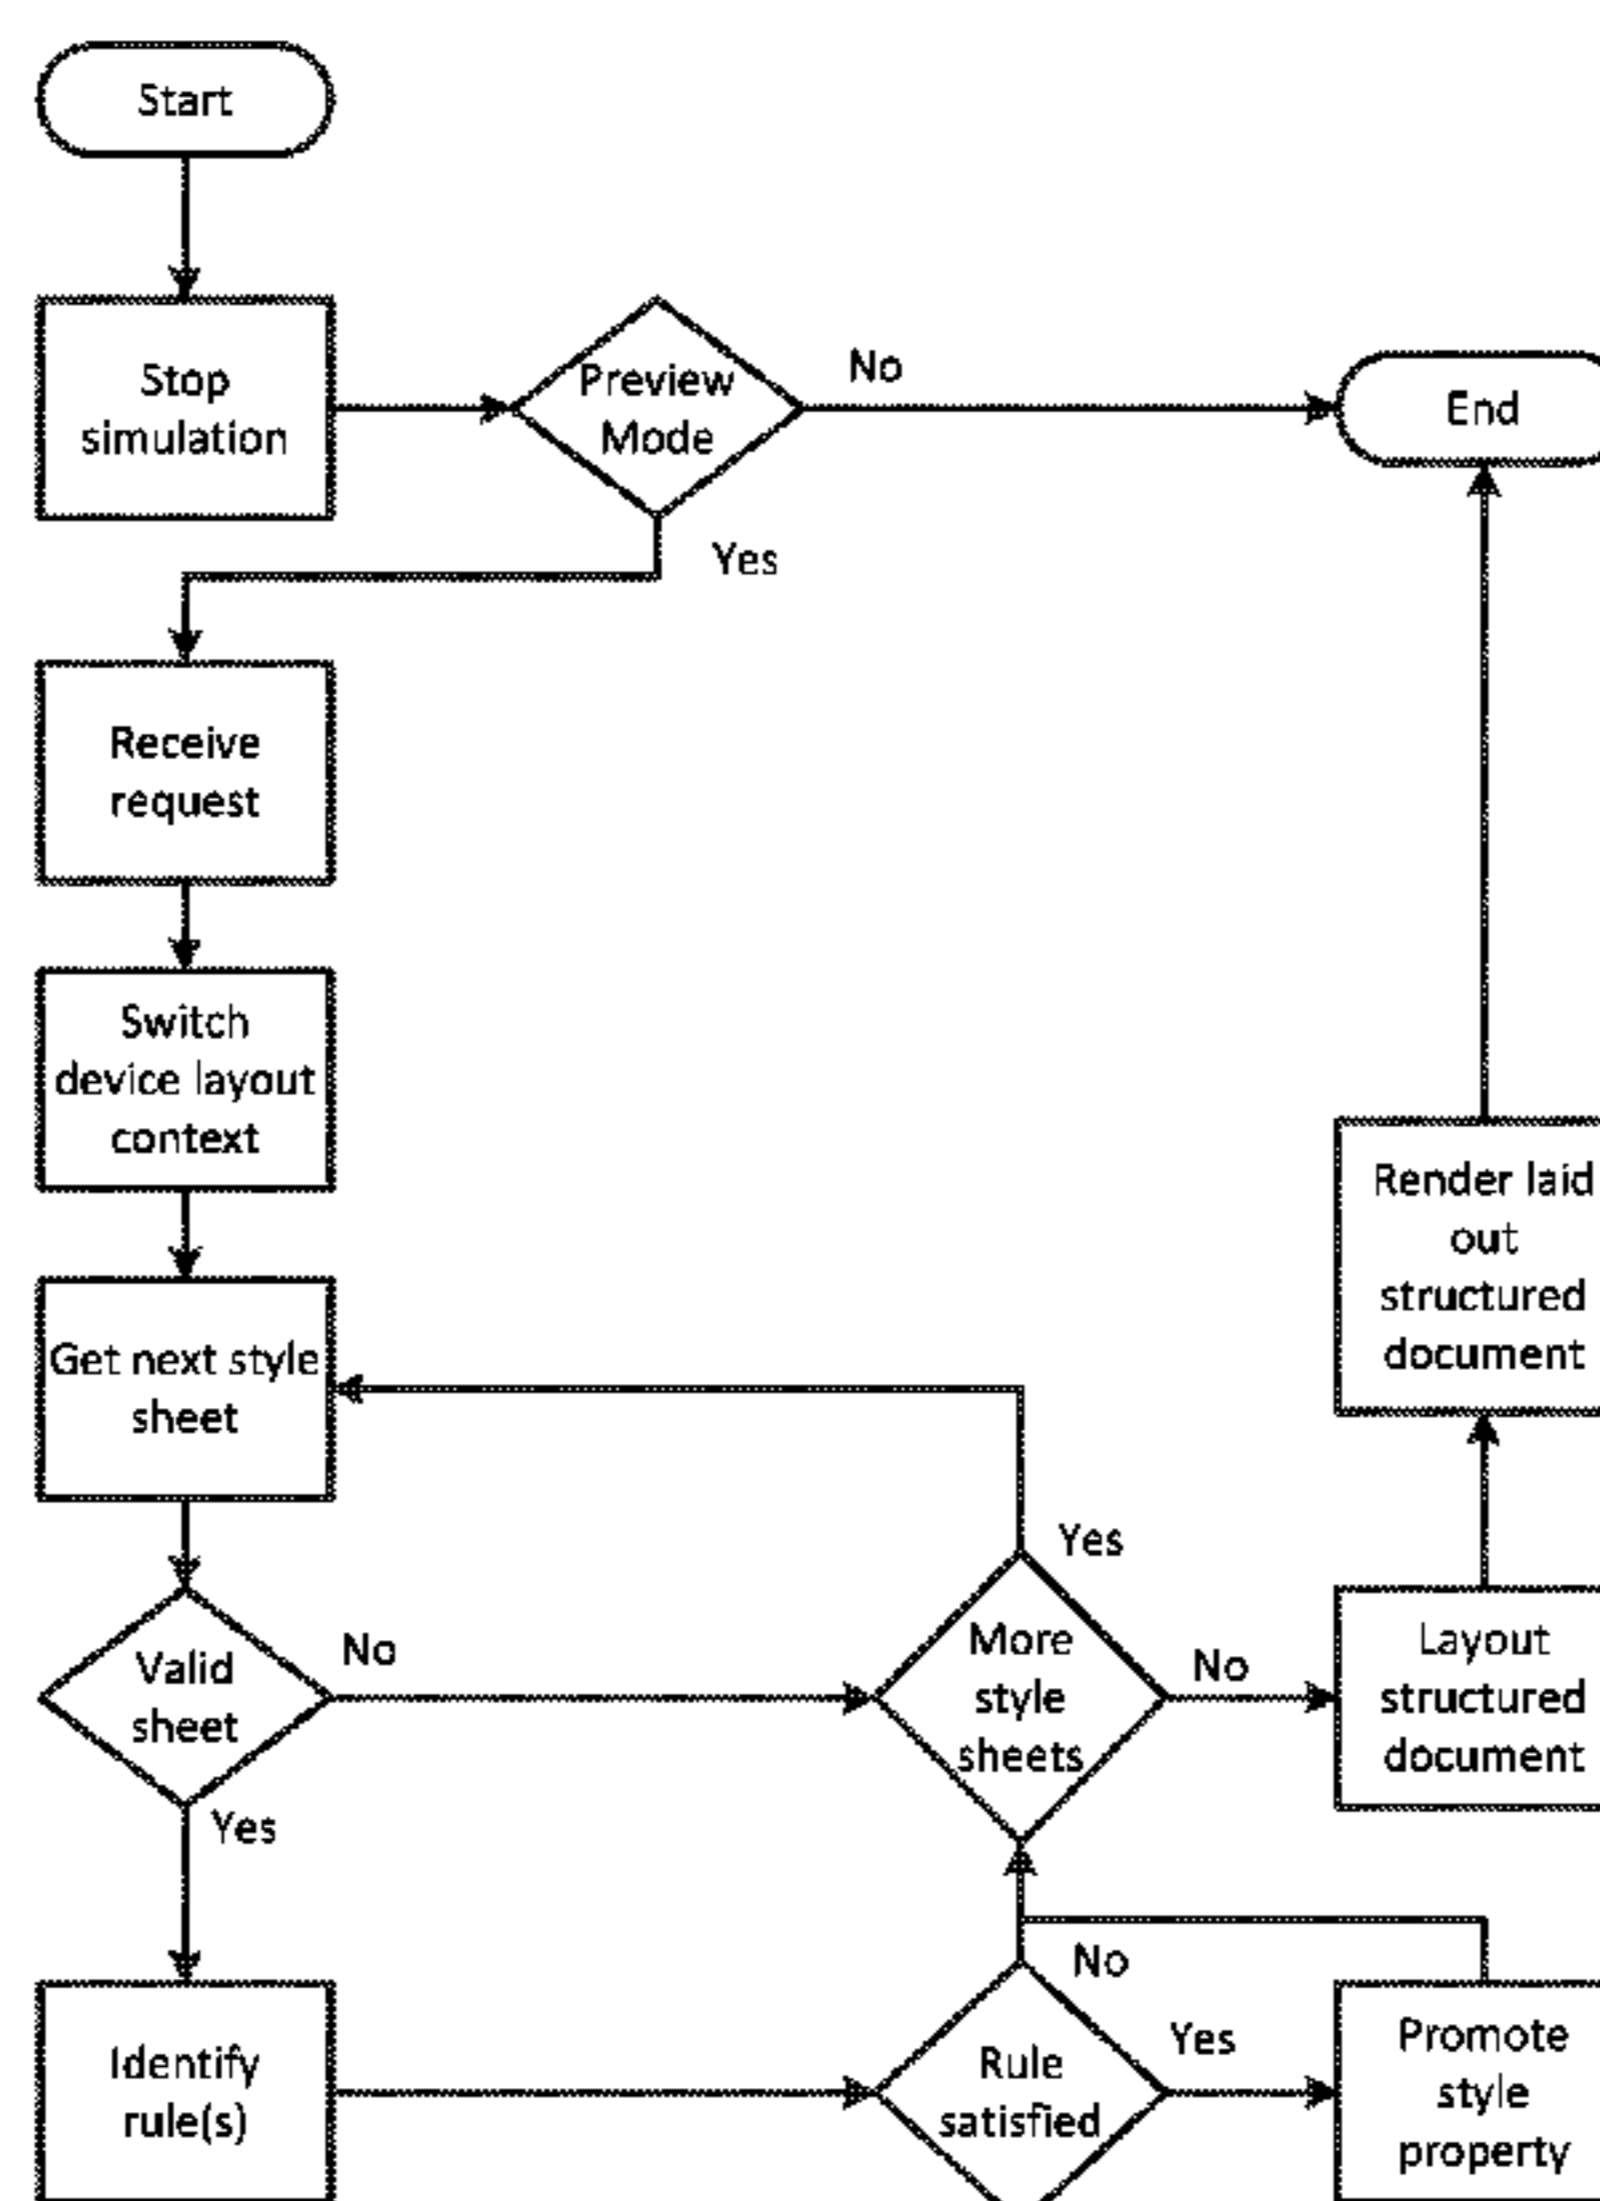 Start
Stop
simulation
Preview
Mode
No
End
Yes
Receive
request
Switch
device layout
context
Get next style
sheet
Render laid
out
structured
document
Yes
Valid
sheet
No
More
style
sheets
No
Layout
structured
document
Yes
Identify
rule(s)
No
Rule
satisfied
Yes
Promote
style
property